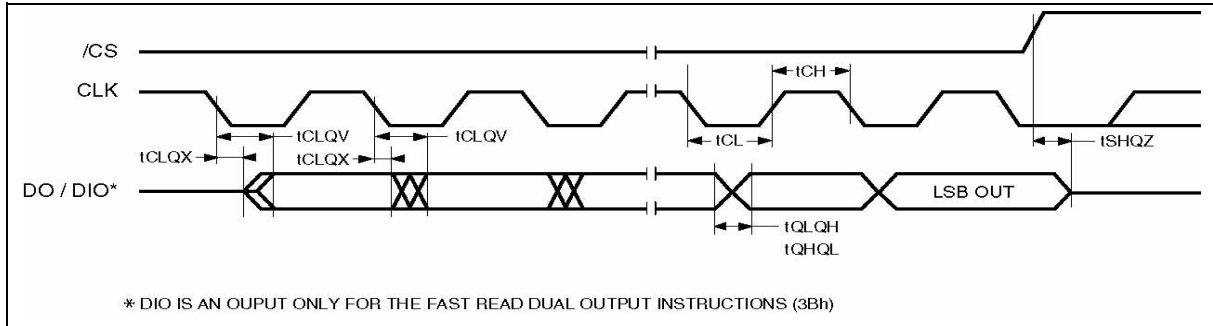 /CS
CLK
tCH
tCLQV
tCLQV
tCL
tSHQZ
tCLQX
tCLQX
DO / DIO*
LSB OUT
tQLQH
tQHQL
* DIO IS AN OUPUT ONLY FOR THE FAST READ DUAL OUTPUT INSTRUCTIONS (3Bh)